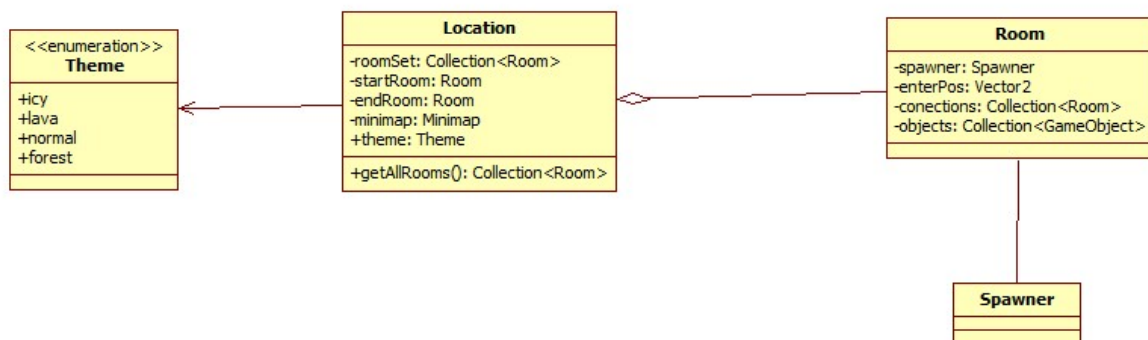 <<enumeration>>
Theme
+icy
+lava
+normal
+forest
Location
-roomSet: Collection<Room>
-startRoom: Room
-endRoom: Room
-minimap: Minimap
+theme: Theme
+getAllRooms(): Collection<Room>
Room
-spawner: Spawner
-enterPos: Vector2
-conections: Collection<Room>
-objects: Collection<GameObject>
Spawner